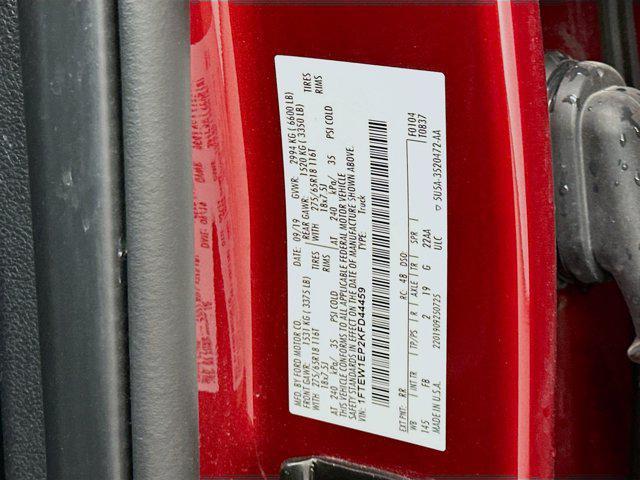 MFD. BY FORD MOTOR CO. DATE: 09/19 GVWR: 2994 KG ( 6600 LB)
FRONT GAWR: 1531 KG ( 3375 LB) REAR GAWR: 1520 KG ( 3350 LB)
WITH 275/65R18 116T TIRES WITH 275/65R18 116T TIRES
18x7.5J RIMS 18x7.5J RIMS
AT 240 kPa/ 35 PSI COLD AT 240 kPa/ 35 PSI COLD
THIS VEHICLE CONFORMS TO ALL APPLICABLE FEDERAL MOTOR VEHICLE
SAFETY STANDARDS IN EFFECT ON THE DATE OF MANUFACTURE SHOWN ABOVE.
VIN: 1FTEW1EP2KFD44459 TYPE: Truck
EXT PNT: RR RC: 48 DSO: F0104
T0837
WB INT TR TP/PS R AXLE TR SPR
145 FB 2 19 G 22AA
ULC
MADE IN U.S.A. 2201909250725 5U5A-3520472-AA